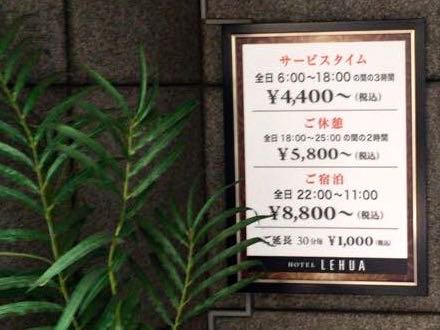 サービスタイム
全日 6:00～18:00 の間の3時間
¥4,400～(税込)
ご休憩
全日 18:00～25:00 の間の2時間
¥5,800～(税込)
ご宿泊
全日 22:00～11:00
¥8,800～(税込)
ご延長 30分毎 ¥1,000(税込)
HOTEL LEHUA